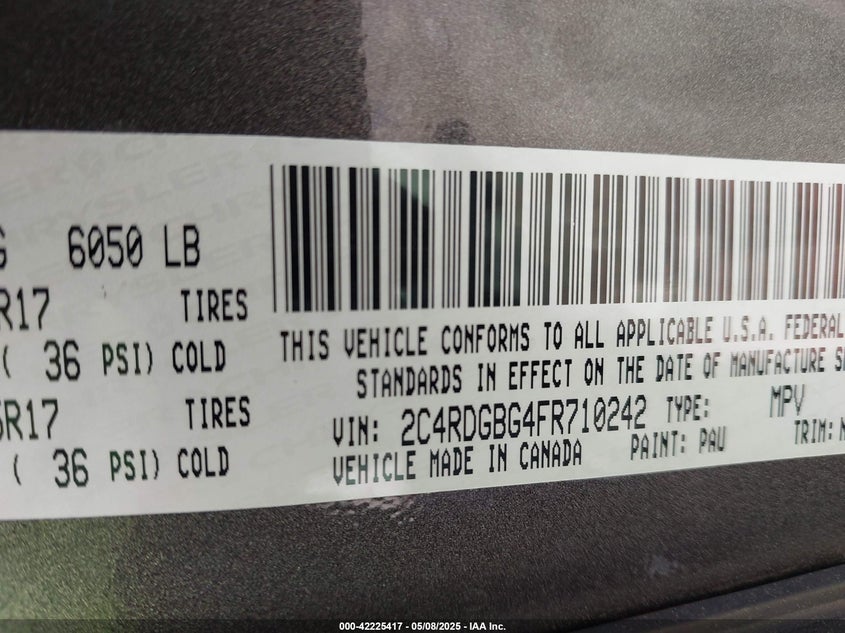 G 6050 LB
R17 TIRES
( 36 PSI) COLD
5R17 TIRES
( 36 PSI) COLD
THIS VEHICLE CONFORMS TO ALL APPLICABLE U.S.A. FEDERAL
STANDARDS IN EFFECT ON THE DATE OF MANUFACTURE S
VIN: 2C4RDGBG4FR710242 TYPE: MPV
VEHICLE MADE IN CANADA PAINT: PAU TRIM: N
000-42225417 - 05/08/2025 - IAA Inc.